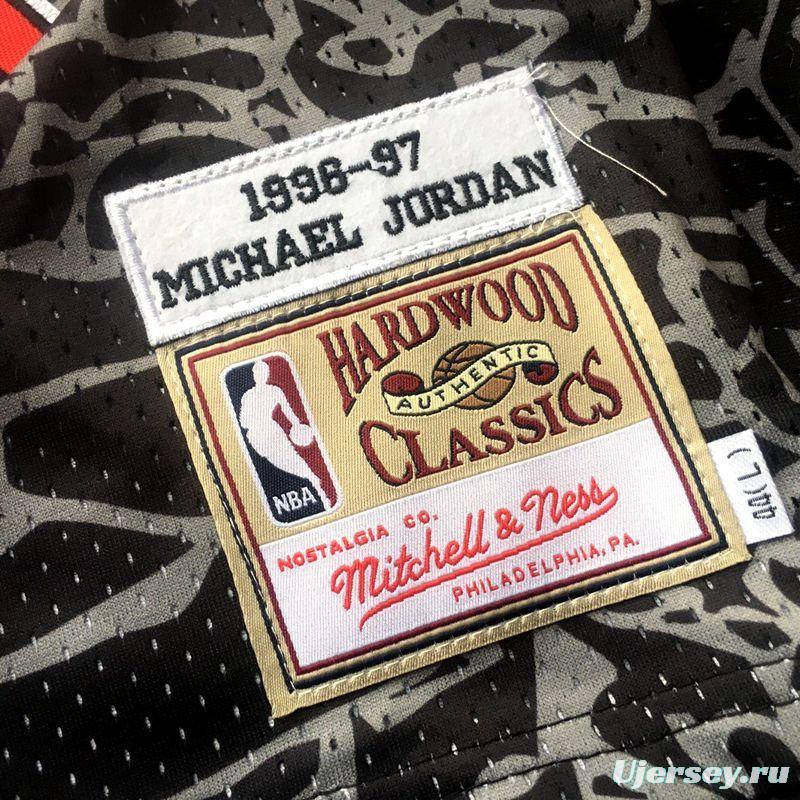 1996-97
MICHAEL JORDAN
HARDWOOD
AUTHENTIC
CLASSICS
NBA
NOSTALGIA CO.
Mitchell & Ness
PHILADELPHIA, PA.
44(L)
Ujersey.ru